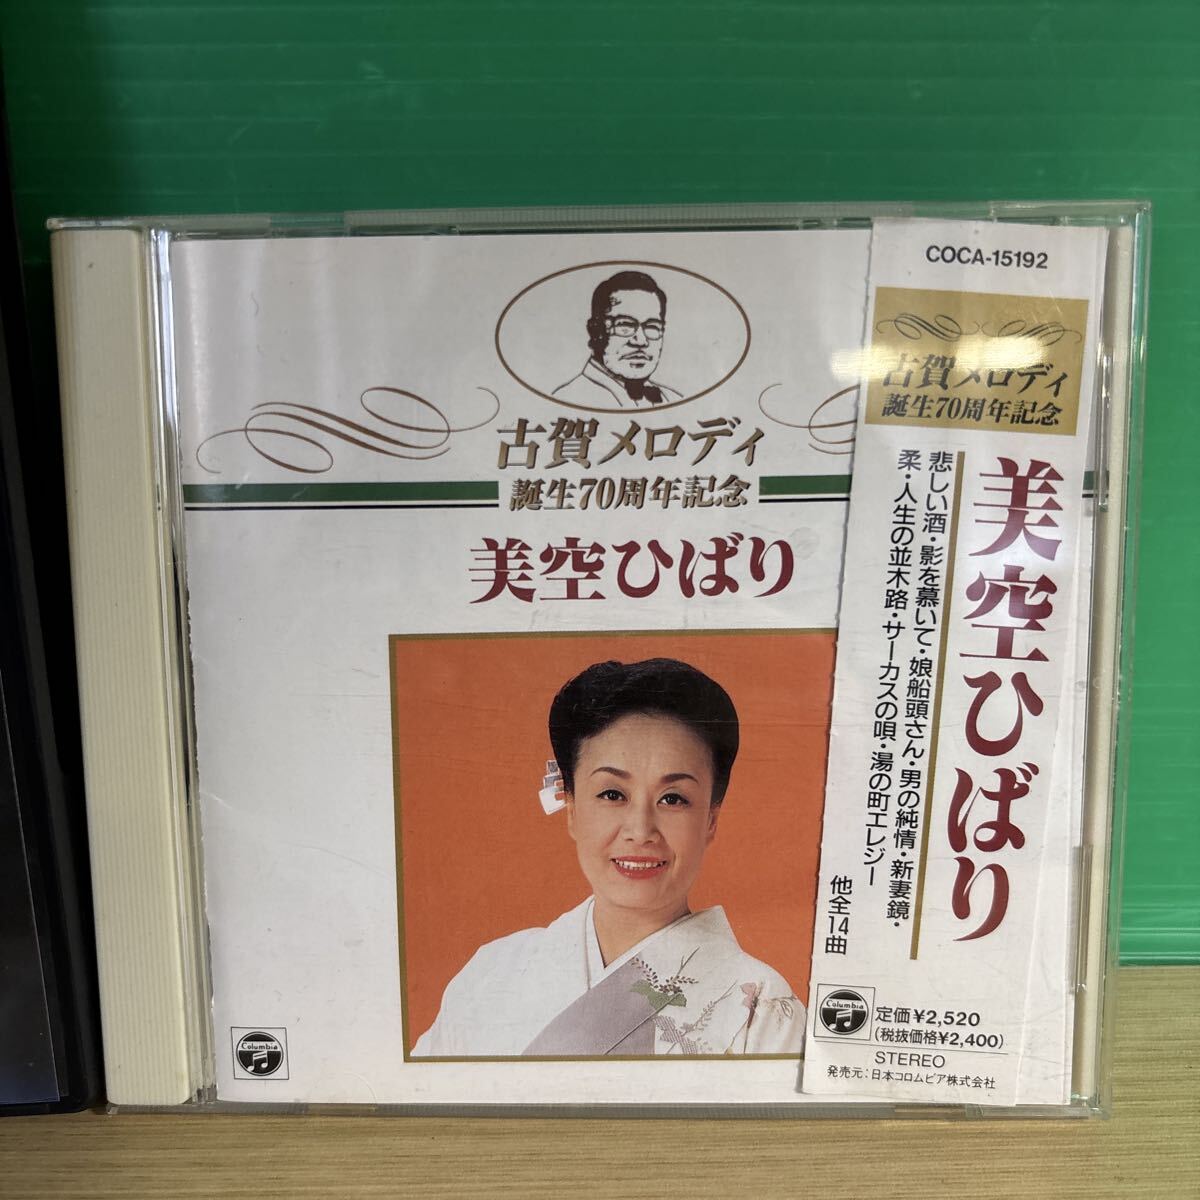 古賀メロディ
誕生70周年記念
美空ひばり
Columbia
COCA-15192
古賀メロディ
誕生70周年記念
美空ひばり
悲しい酒・影を慕いて・娘船頭さん・男の純情・新妻鏡・
柔・人生の並木路・サーカスの唄・湯の町エレジー
他全14曲
Columbia
定価¥2,520
(税抜価格¥2,400)
STEREO
発売元:日本コロムビア株式会社